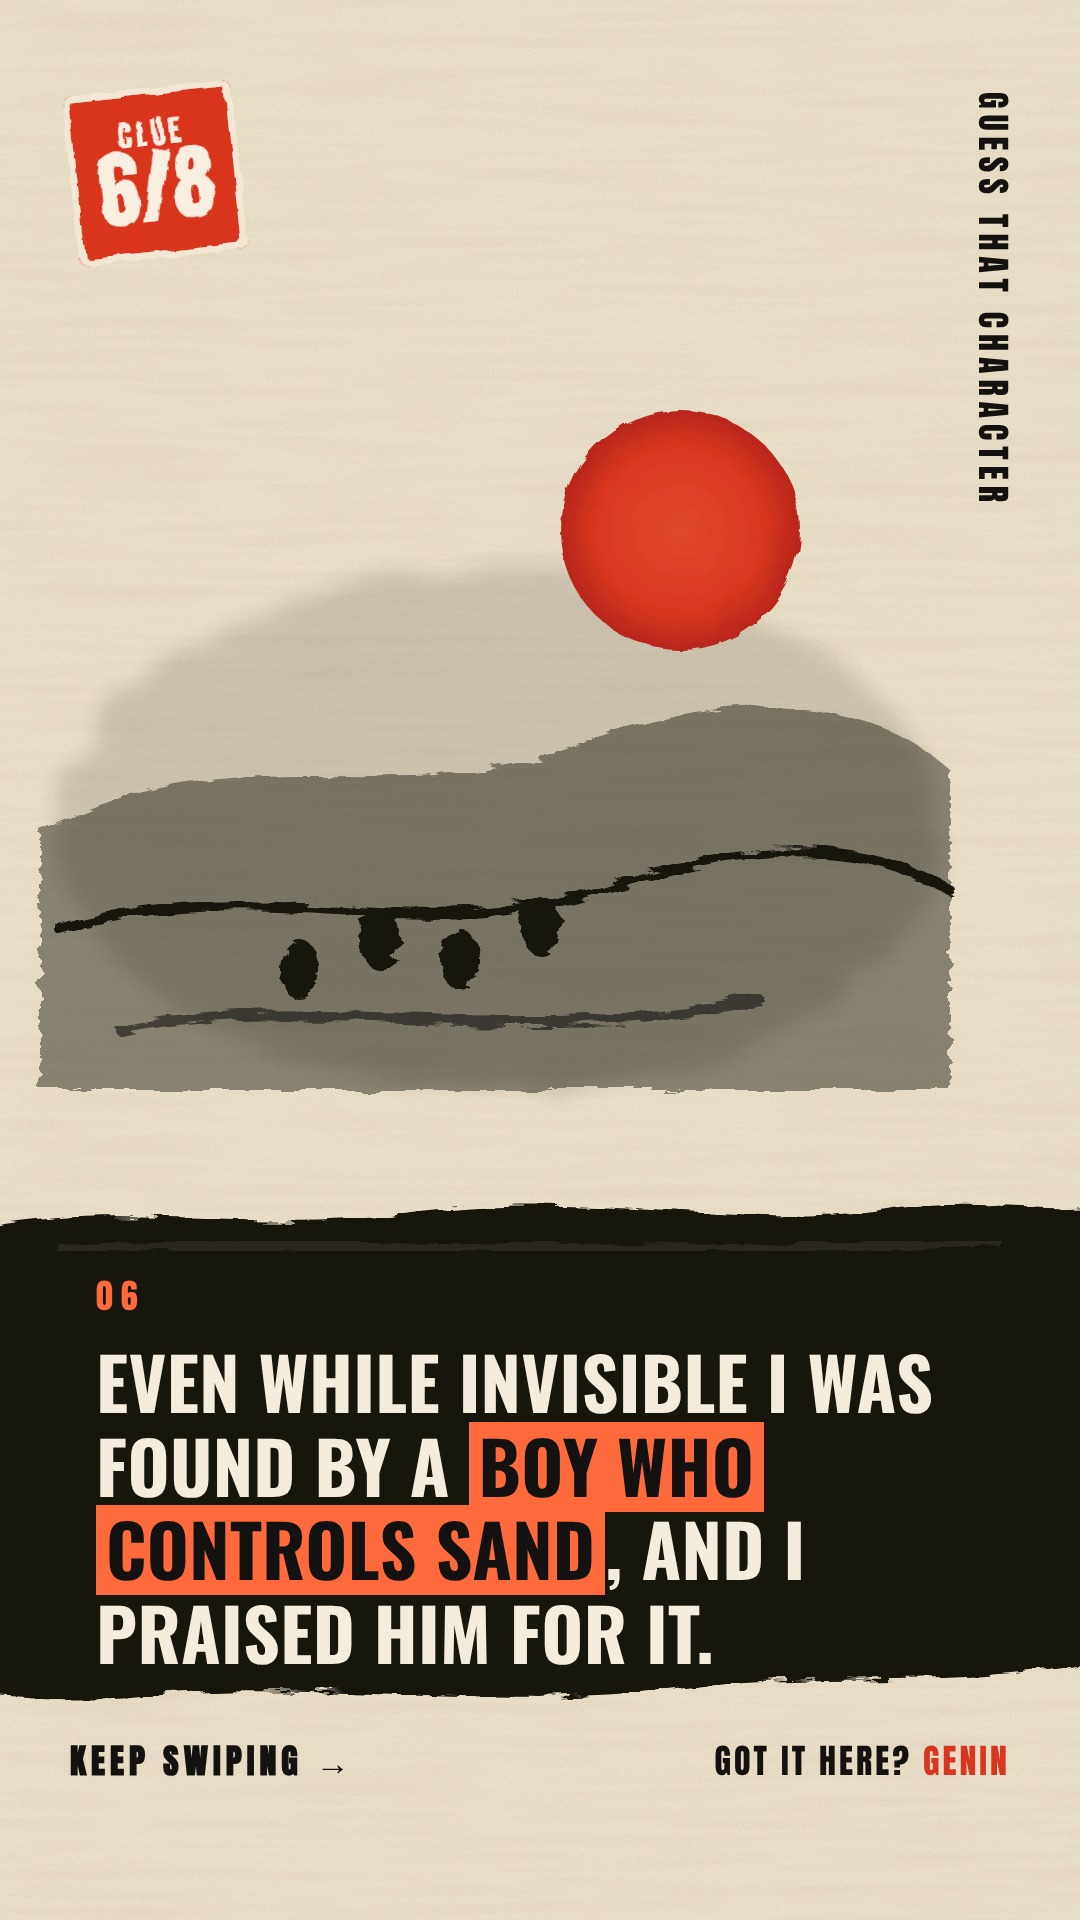 CLUE
6/8
GUESS THAT CHARACTER
06
EVEN WHILE INVISIBLE I WAS
FOUND BY A BOY WHO
CONTROLS SAND, AND I
PRAISED HIM FOR IT.
KEEP SWIPING →
GOT IT HERE? GENIN